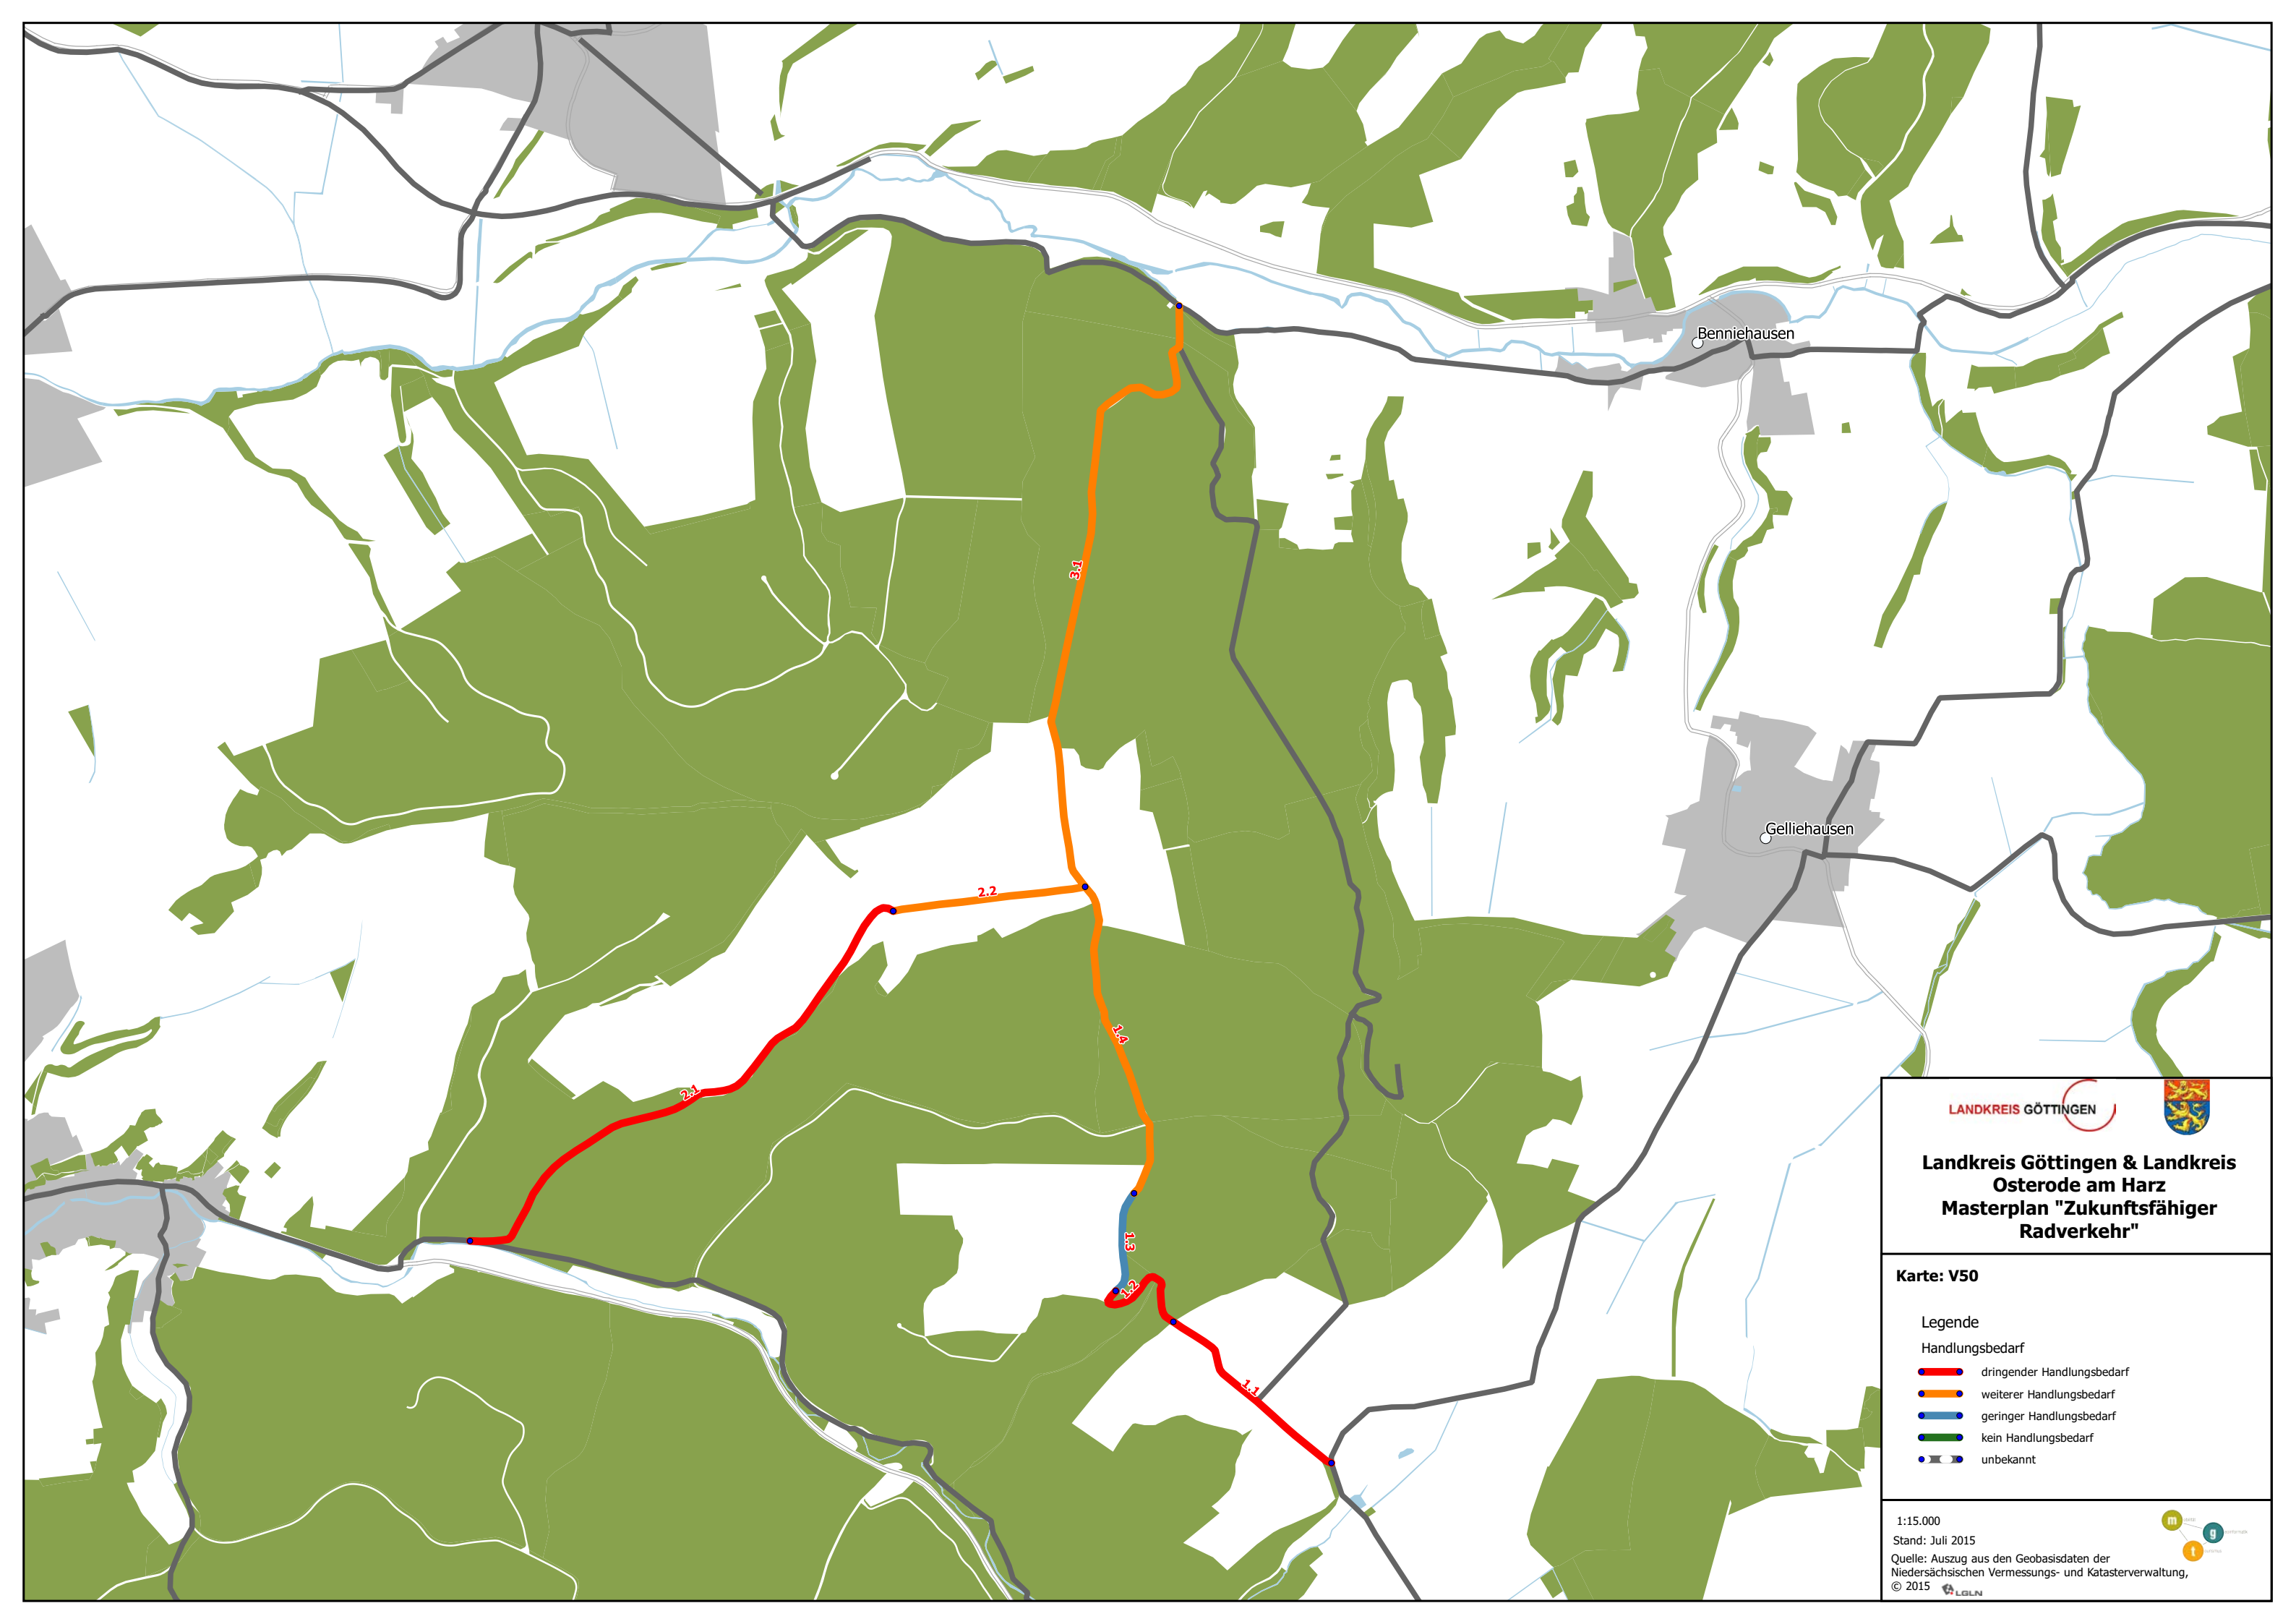 Benniehausen
3.1
Gelliehausen
2.2
1.4
2.1
1.3
1.2
1.1
LANDKREIS GÖTTINGEN
Landkreis Göttingen & Landkreis
Osterode am Harz
Masterplan "Zukunftsfähiger
Radverkehr"
Karte: V50
Legende
Handlungsbedarf
dringender Handlungsbedarf
weiterer Handlungsbedarf
geringer Handlungsbedarf
kein Handlungsbedarf
unbekannt
1:15.000
Stand: Juli 2015
Quelle: Auszug aus den Geobasisdaten der
Niedersächsischen Vermessungs- und Katasterverwaltung,
© 2015
LGLN
m
g
t